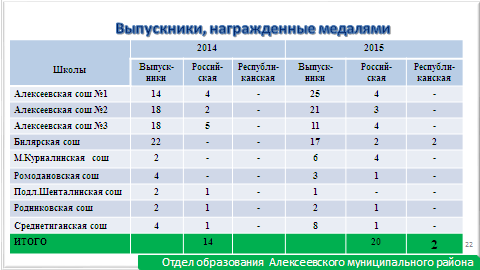 Выпускники, награжденные медалями
Школы 2014 2015
Выпуск-ники Россий-ская Республи-канская Выпуск-ники Россий-ская Республи-канская
Алексеевская сош №1 14 4 - 25 4 -
Алексеевская сош №2 18 2 - 21 3 -
Алексеевская сош №3 18 5 - 11 4 -
Билярская сош 22 - - 17 2 2
М.Курналинская сош 2 - - 6 4 -
Ромодановская сош 4 - - 3 1 -
Подл.Шенталинская сош 2 1 - 1 - -
Родниковская сош 2 1 - 2 1 -
Среднетиганская сош 4 1 - 8 1 -
ИТОГО 14 20 2
22
Отдел образования Алексеевского муниципального района